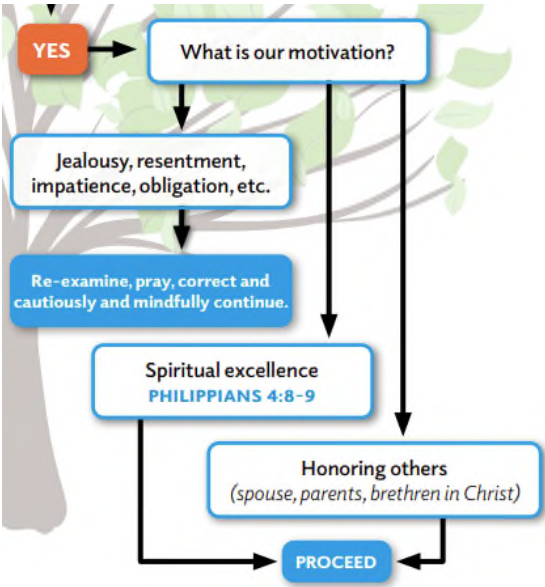 YES
What is our motivation?
Jealousy, resentment,
impatience, obligation, etc.
Re-examine, pray, correct and
cautiously and mindfully continue.
Spiritual excellence
PHILIPPIANS 4:8-9
Honoring others
(spouse, parents, brethren in Christ)
PROCEED